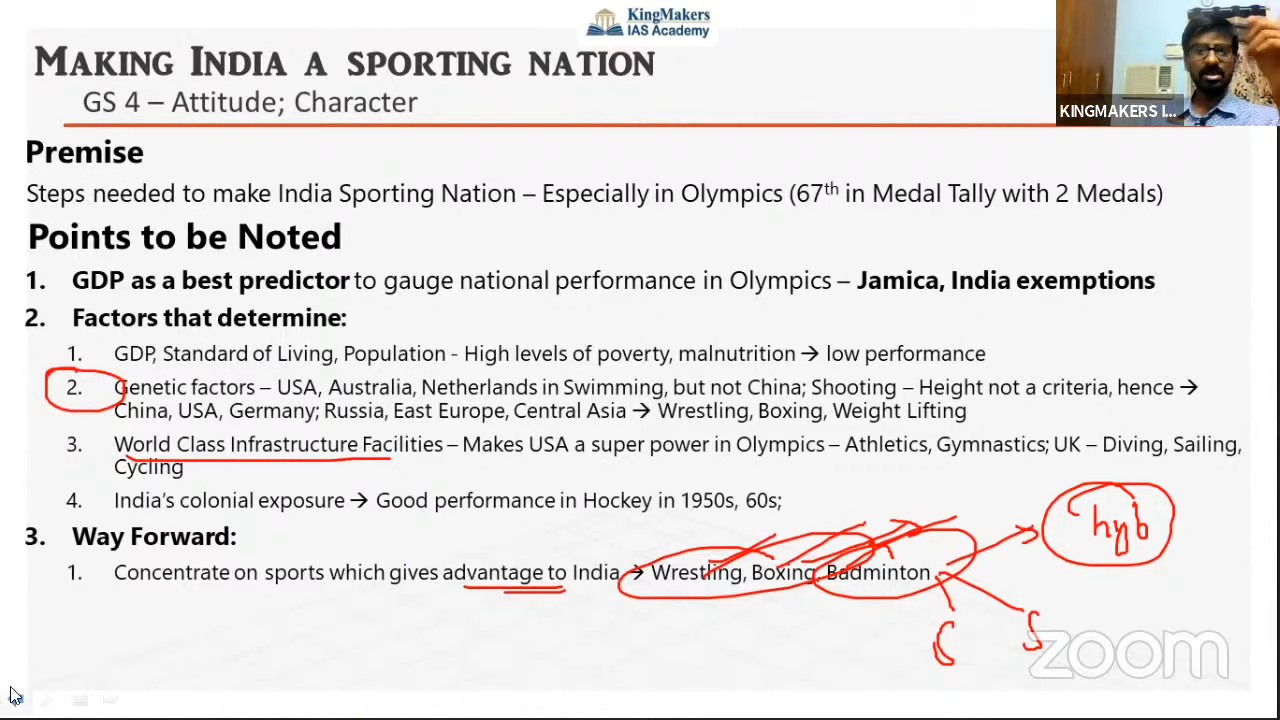 KingMakers
IAS Academy
MAKING INDIA A SPORTING NATION
GS 4 – Attitude; Character
KINGMAKERS I...
Premise
Steps needed to make India Sporting Nation – Especially in Olympics (67th in Medal Tally with 2 Medals)
Points to be Noted
1. GDP as a best predictor to gauge national performance in Olympics – Jamica, India exemptions
2. Factors that determine:
1. GDP, Standard of Living, Population - High levels of poverty, malnutrition → low performance
2. Genetic factors – USA, Australia, Netherlands in Swimming, but not China; Shooting – Height not a criteria, hence →
China, USA, Germany; Russia, East Europe, Central Asia → Wrestling, Boxing, Weight Lifting
3. World Class Infrastructure Facilities – Makes USA a super power in Olympics – Athletics, Gymnastics; UK – Diving, Sailing,
Cycling
4. India's colonial exposure → Good performance in Hockey in 1950s, 60s;
hyb
3. Way Forward:
1. Concentrate on sports which gives advantage to India → Wrestling, Boxing, Badminton
S
zoom